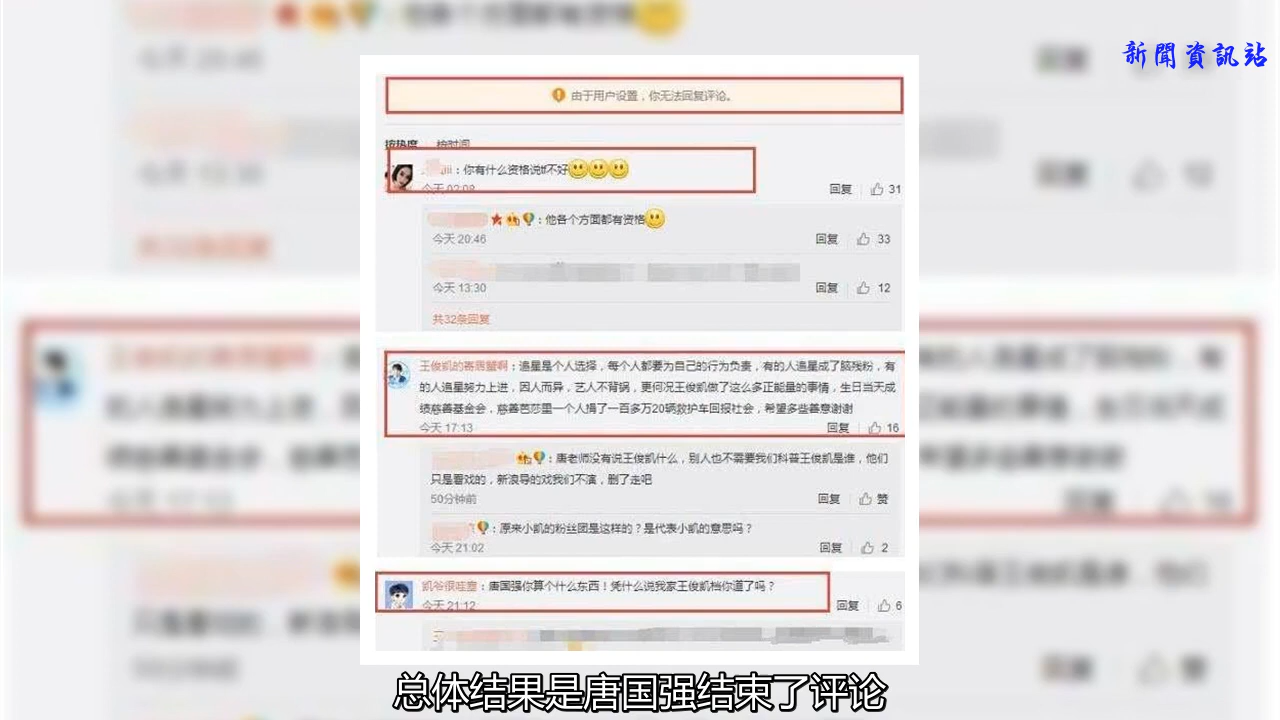 新聞資訊站
由于用户设置，你无法回复评论。
按热度 按时间
：你有什么资格说tf不好
今天 02:08 回复 31
：他各个方面都有资格
今天 20:46 回复 33
今天 13:30 回复 12
共32条回复
王俊凯的寄居蟹啊：追星是个人选择，每个人都要为自己的行为负责，有的人追星成了脑残粉，有
的人追星努力上进，因人而异，艺人不背锅，更何况王俊凯做了这么多正能量的事情，生日当天成
绩慈善基金会，慈善芭莎里一个人捐了一百多万20辆救护车回报社会，希望多些善意谢谢
今天 17:13 回复 16
：唐老师没有说王俊凯什么，别人也不需要我们科普王俊凯是谁，他们
只是看戏的，新浪导的戏我们不演，删了走吧
50分钟前 回复 赞
：原来小凯的粉丝团是这样的？是代表小凯的意思吗？
今天 21:02 回复 2
凯爷很哇塞：唐国强你算个什么东西！凭什么说我家王俊凯档你道了吗？
今天 21:12 回复 6
总体结果是唐国强结束了评论